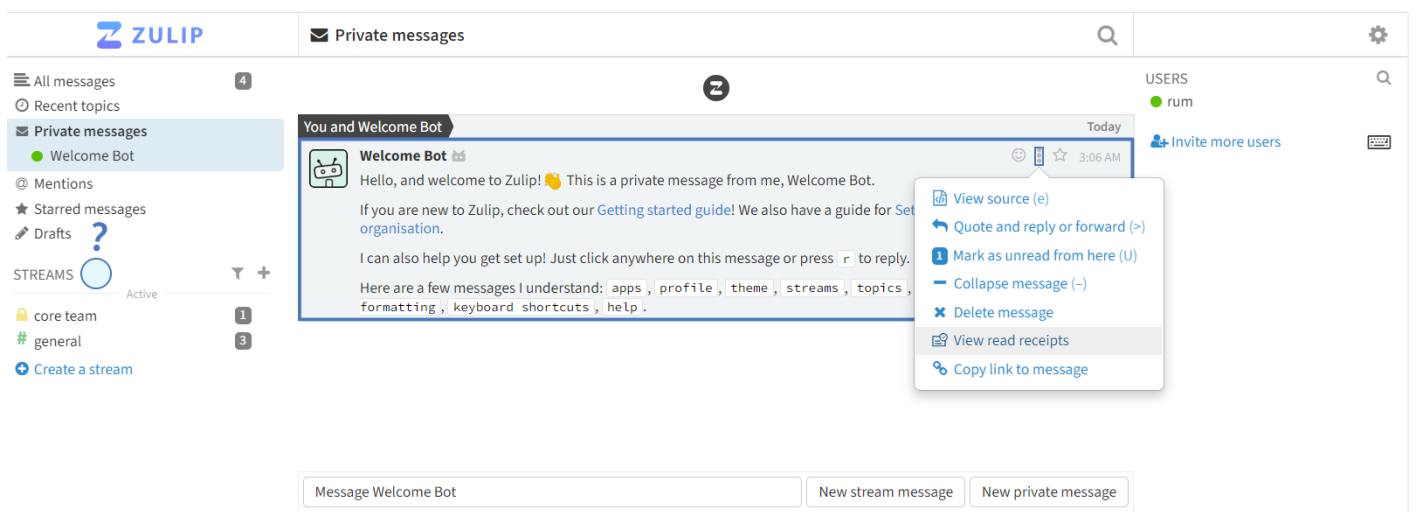 ZULIP
Private messages
All messages 4
Recent topics
Private messages
Welcome Bot
@ Mentions
Starred messages
Drafts
?
STREAMS
Active
core team 1
# general 3
Create a stream
Z
You and Welcome Bot Today
Welcome Bot 3:06 AM
Hello, and welcome to Zulip! 👋 This is a private message from me, Welcome Bot.
If you are new to Zulip, check out our Getting started guide! We also have a guide for Set
organisation.
I can also help you get set up! Just click anywhere on this message or press r to reply.
Here are a few messages I understand: apps, profile, theme, streams, topics,
formatting, keyboard shortcuts, help.
View source (e)
Quote and reply or forward (>)
1 Mark as unread from here (U)
Collapse message (–)
Delete message
View read receipts
Copy link to message
Message Welcome Bot
New stream message
New private message
USERS
rum
Invite more users